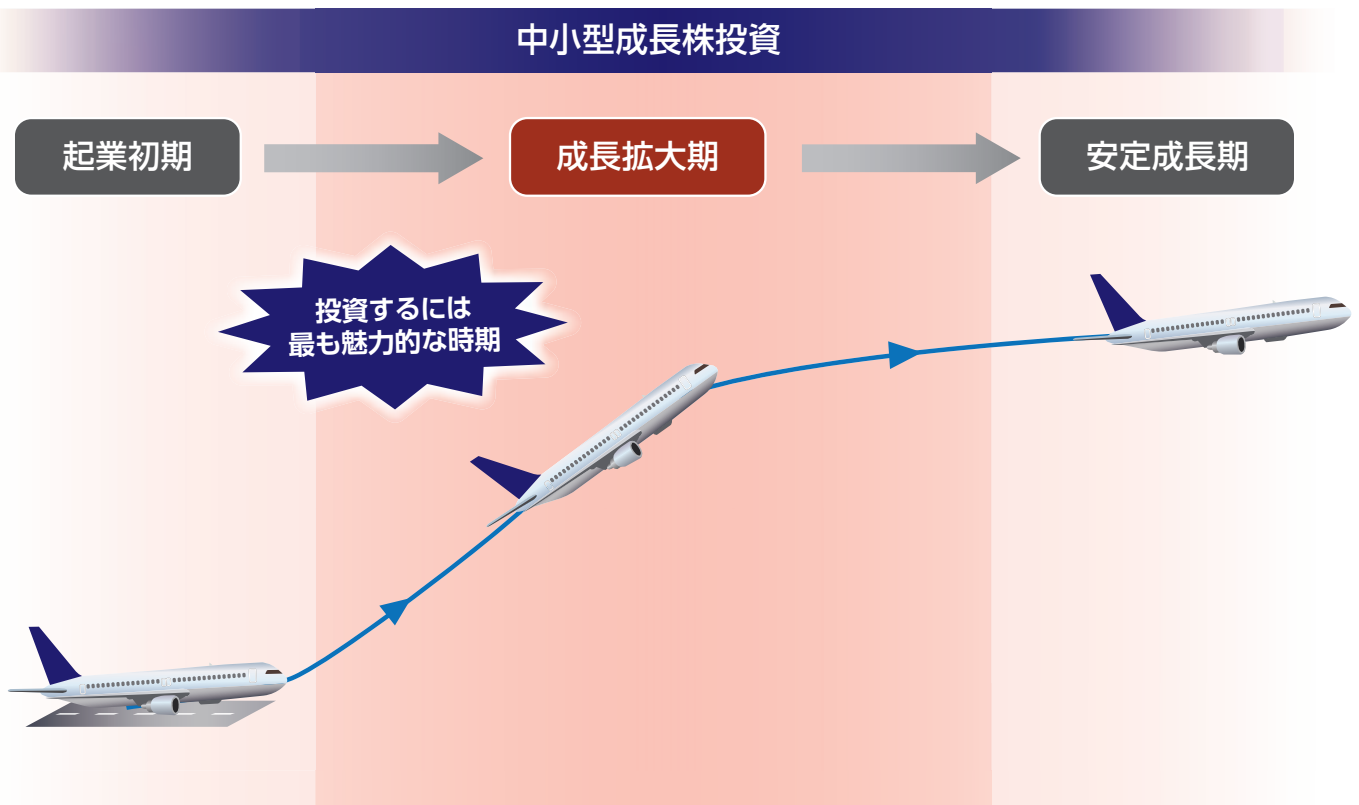 中小型成長株投資
起業初期
成長拡大期
安定成長期
投資するには
最も魅力的な時期